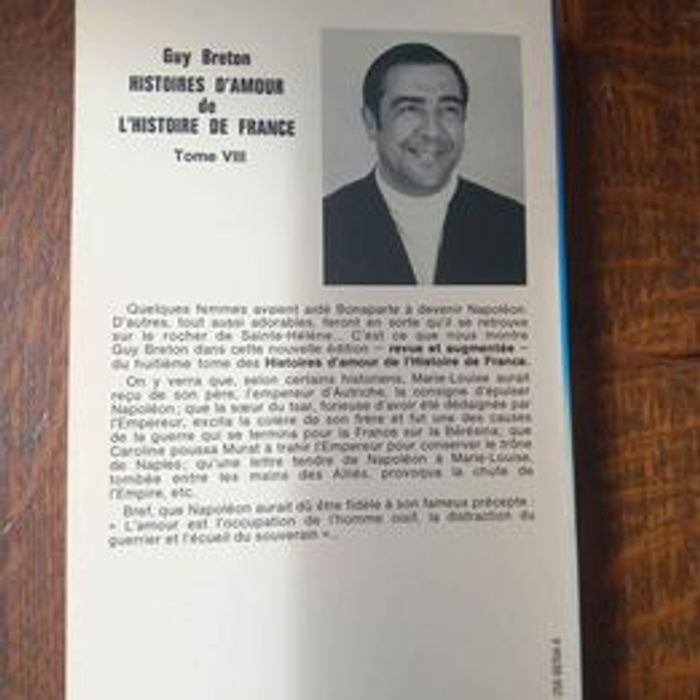 Guy Breton
HISTOIRES D'AMOUR
de
L'HISTOIRE DE FRANCE
Tome VIII
Quelques femmes avaient aidé Bonaparte à devenir Napoléon.
D'autres, tout aussi adorables, feront en sorte qu'il se retrouve
sur le rocher de Sainte-Hélène... C'est ce que nous montre
Guy Breton dans cette nouvelle édition – revue et augmentée –
du huitième tome des Histoires d'amour de l'Histoire de France.
On y verra que, selon certains historiens, Marie-Louise aurait
reçu de son père, l'empereur d'Autriche, la consigne d'épuiser
Napoléon ; que la sœur du tsar, furieuse d'avoir été dédaignée par
l'Empereur, excita la colère de son frère et fut une des causes
de la guerre qui se termina pour la France sur la Bérésina, que
Caroline poussa Murat à trahir l'Empereur pour conserver le trône
de Naples; qu'une lettre tendre de Napoléon à Marie-Louise,
tombée entre les mains des Alliés, provoqua la chute de
l'Empire, etc.
Bref, que Napoléon aurait dû être fidèle à son fameux précepte :
« L'amour est l'occupation de l'homme oisif, la distraction du
guerrier et l'écueil du souverain »...